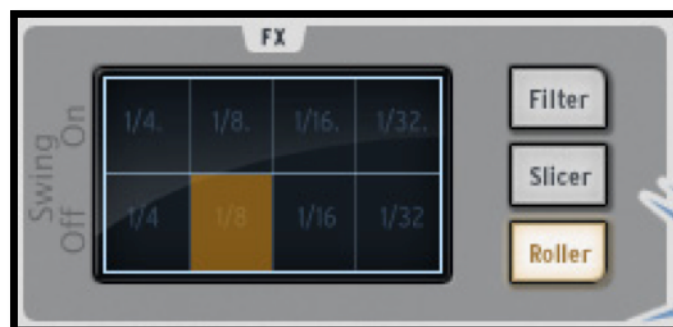 FX
Swing
On
Off
1/4. 1/8. 1/16. 1/32.
1/4 1/8 1/16 1/32
Filter
Slicer
Roller